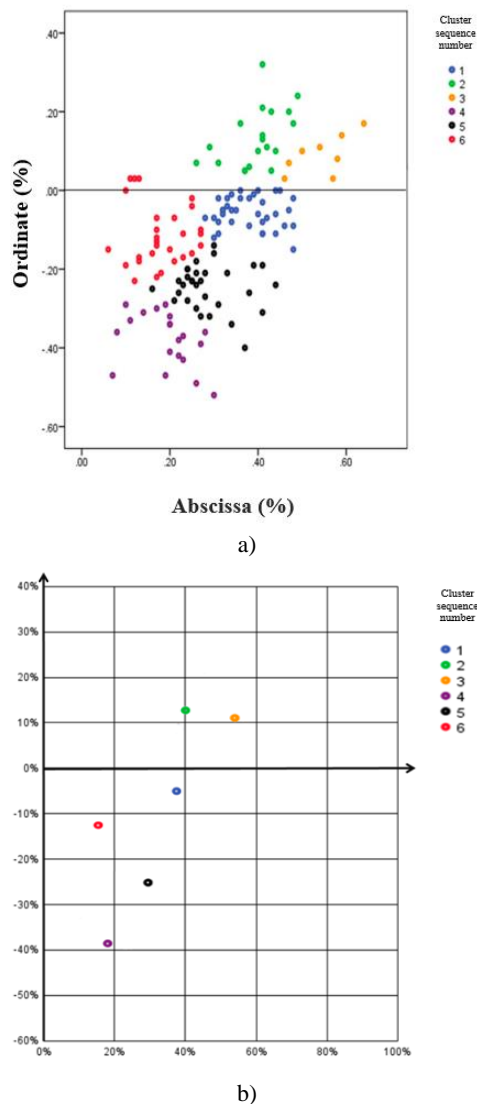 Cluster
sequence
number
1
2
3
4
5
6
.40
.20
.00
-.20
-.40
-.60
Ordinate (%)
.00 .20 .40 .60
Abscissa (%)
a)
Cluster
sequence
number
1
2
3
4
5
6
40%
30%
20%
10%
0%
-10%
-20%
-30%
-40%
-50%
-60%
0% 20% 40% 60% 80% 100%
b)